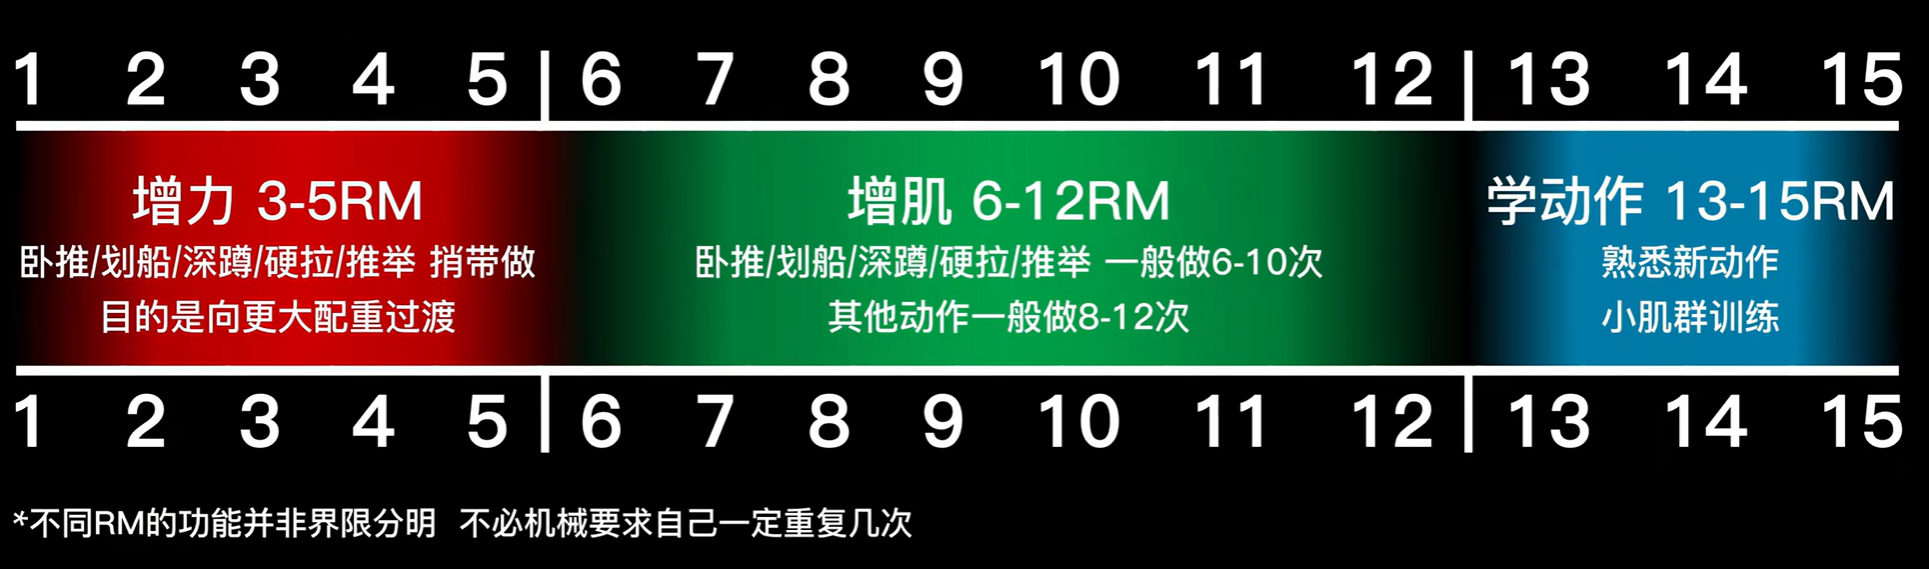 1 2 3 4 5 6 7 8 9 10 11 12 13 14 15
增力 3-5RM
卧推/划船/深蹲/硬拉/推举 捎带做
目的是向更大配重过渡
增肌 6-12RM
卧推/划船/深蹲/硬拉/推举 一般做6-10次
其他动作一般做8-12次
学动作 13-15RM
熟悉新动作
小肌群训练
1 2 3 4 5 6 7 8 9 10 11 12 13 14 15
*不同RM的功能并非界限分明 不必机械要求自己一定重复几次